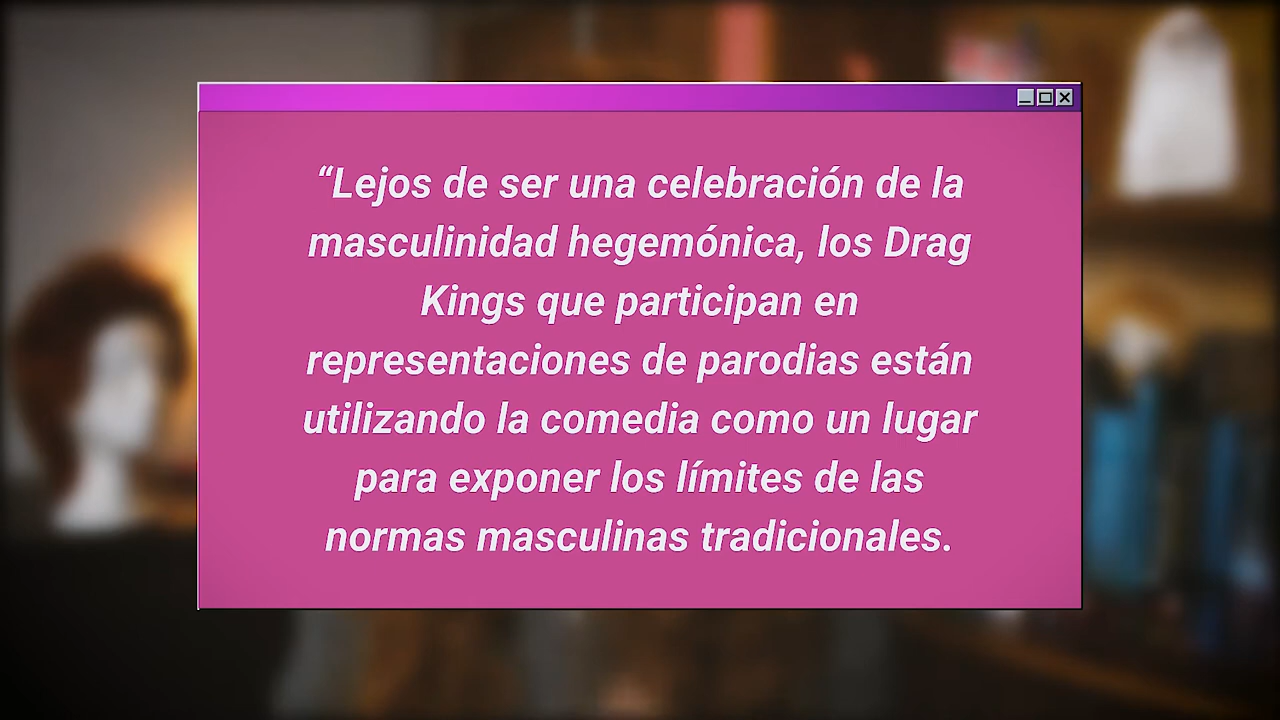 “Lejos de ser una celebración de la
masculinidad hegemónica, los Drag
Kings que participan en
representaciones de parodias están
utilizando la comedia como un lugar
para exponer los límites de las
normas masculinas tradicionales.